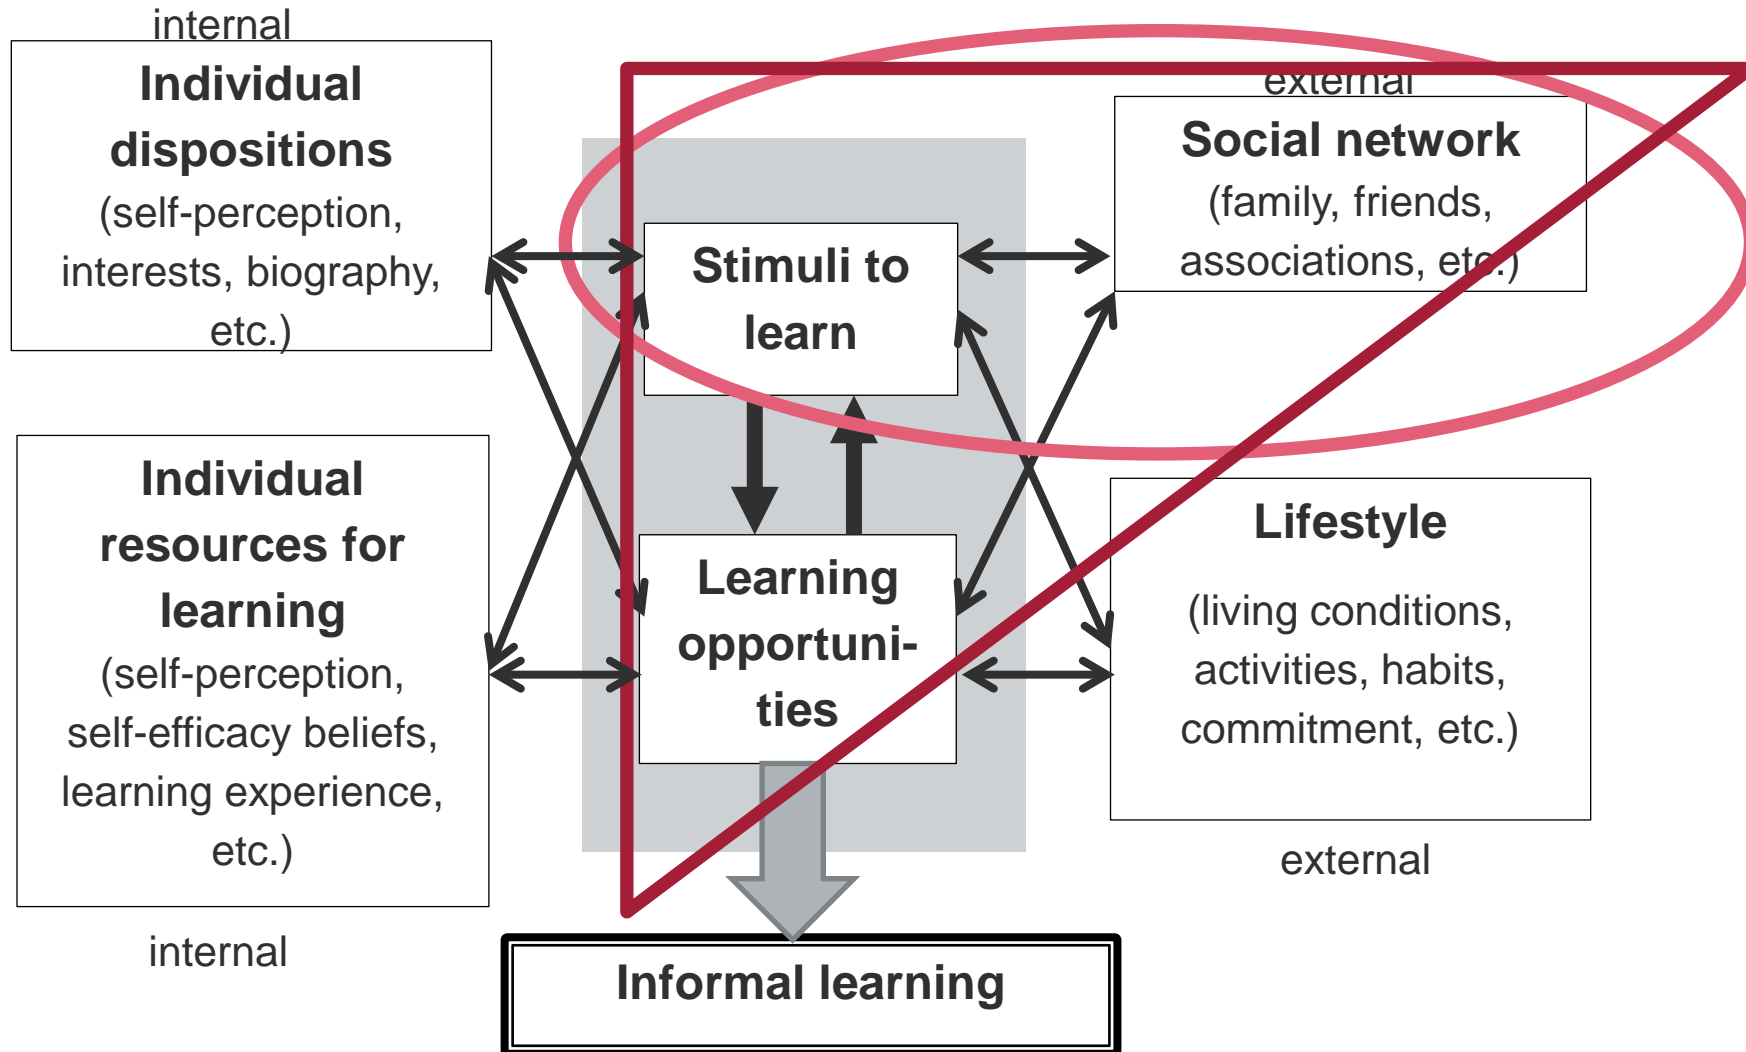 internal
Individual
dispositions
(self-perception,
interests, biography,
etc.)
external
Social network
(family, friends,
associations, etc.)
Stimuli to
learn
Individual
resources for
learning
(self-perception,
self-efficacy beliefs,
learning experience,
etc.)
internal
Learning
opportuni-
ties
Lifestyle
(living conditions,
activities, habits,
commitment, etc.)
external
Informal learning